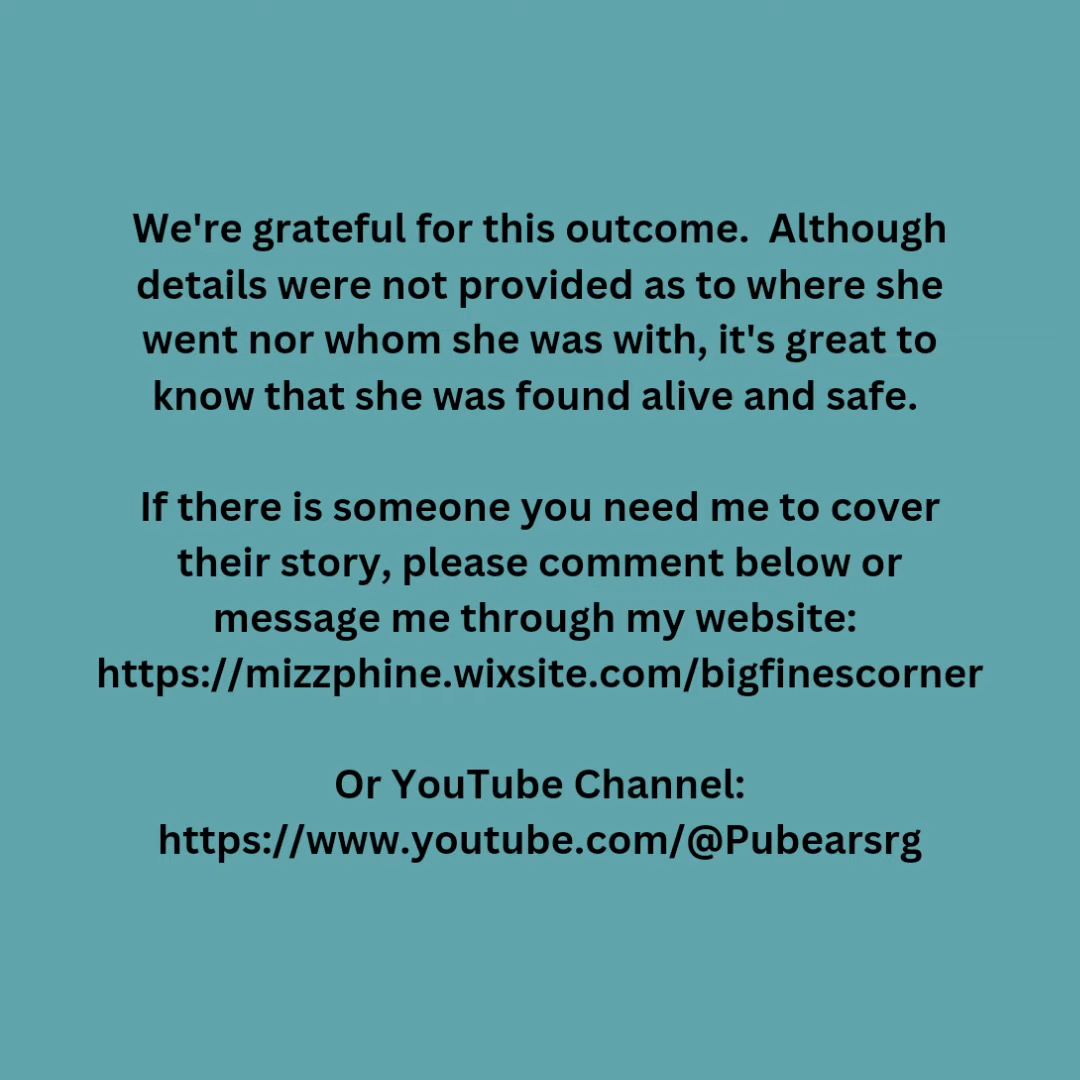 We're grateful for this outcome.  Although
details were not provided as to where she
went nor whom she was with, it's great to
know that she was found alive and safe.
If there is someone you need me to cover
their story, please comment below or
message me through my website:
https://mizzphine.wixsite.com/bigfinescorner
Or YouTube Channel:
https://www.youtube.com/@Pubearsrg